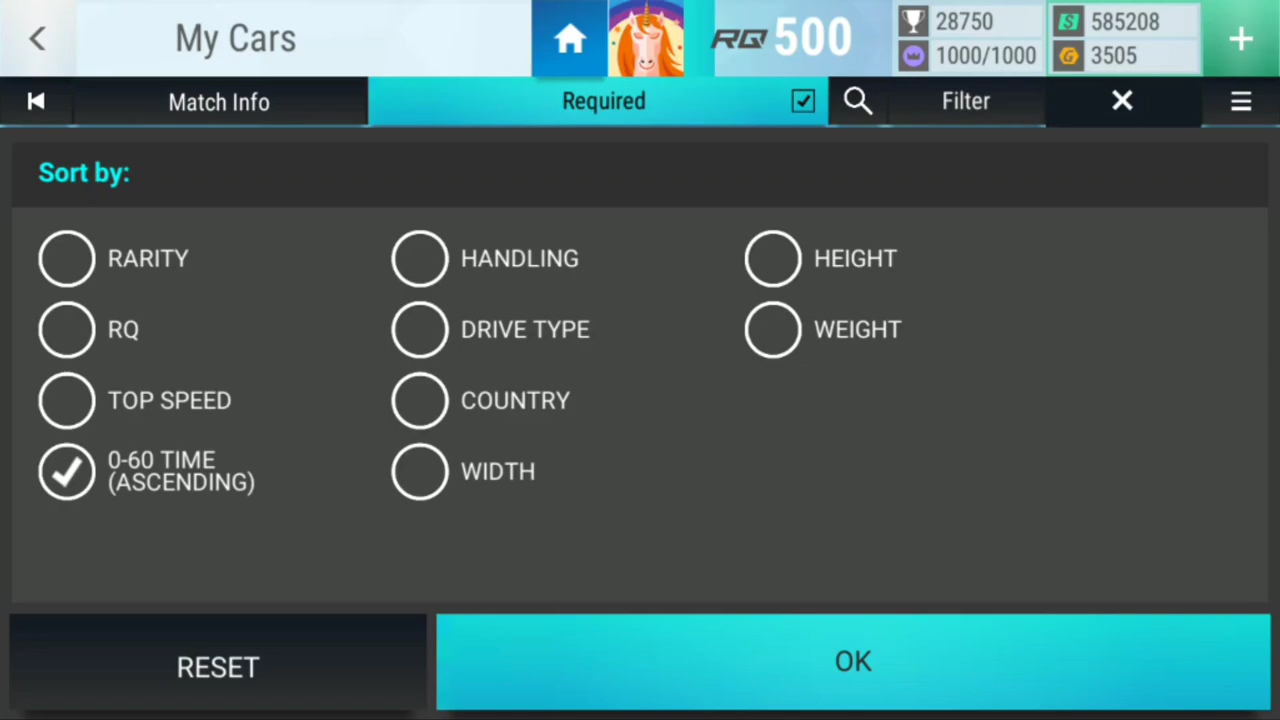 My Cars
RQ 500
28750
1000/1000
585208
3505
Match Info
Required
Filter
Sort by:
RARITY
RQ
TOP SPEED
0-60 TIME
(ASCENDING)
HANDLING
DRIVE TYPE
COUNTRY
WIDTH
HEIGHT
WEIGHT
RESET
OK